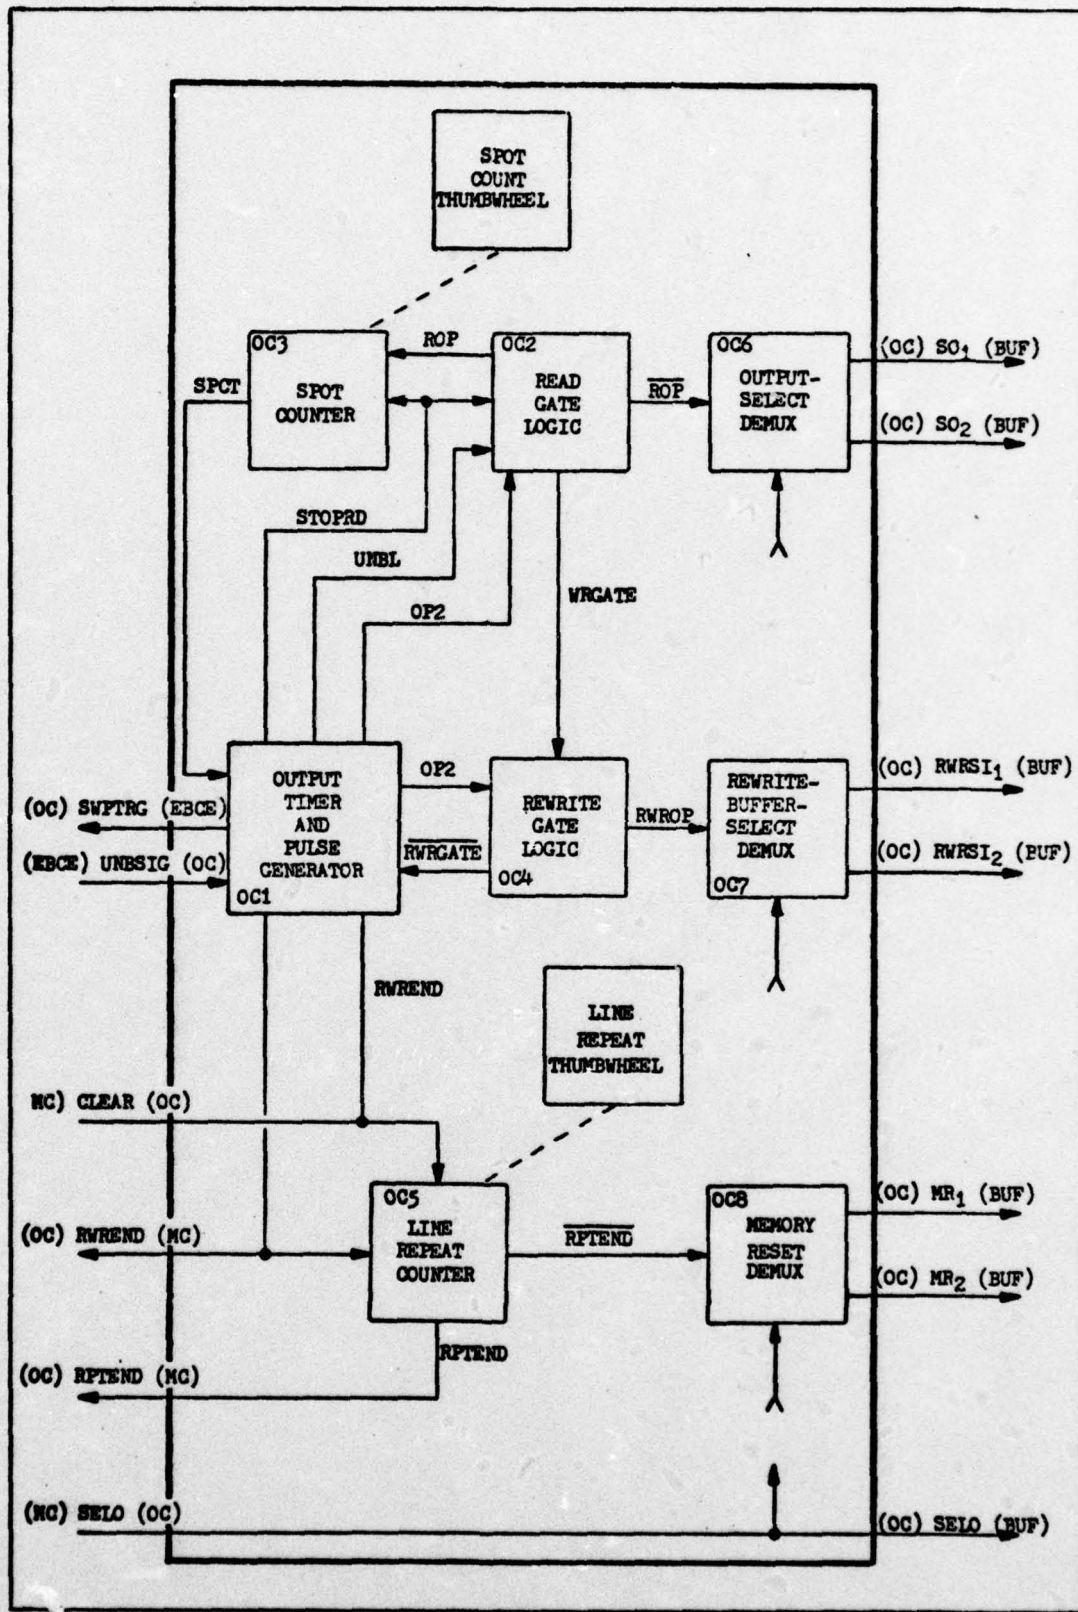 SPOT
COUNT
THUMBWHEEL
OC3
SPOT
COUNTER
ROP
OC2
READ
GATE
LOGIC
R̅O̅P̅
OC6
OUTPUT-
SELECT
DEMUX
(OC) SO₁ (BUF)
(OC) SO₂ (BUF)
SPCT
STOPRD
UNBL
OP2
WRGATE
OUTPUT
TIMER
AND
PULSE
GENERATOR
OC1
OP2
R̅W̅R̅G̅A̅T̅E̅
REWRITE
GATE
LOGIC
OC4
RWROP
REWRITE-
BUFFER-
SELECT
DEMUX
OC7
(OC) RWRSI₁ (BUF)
(OC) RWRSI₂ (BUF)
(OC) SWPTRG (EBCE)
(EBCE) UNBSIG (OC)
RWREND
LINE
REPEAT
THUMBWHEEL
MC) CLEAR (OC)
OC5
LINE
REPEAT
COUNTER
R̅P̅T̅E̅N̅D̅
OC8
MEMORY
RESET
DEMUX
(OC) MR₁ (BUF)
(OC) MR₂ (BUF)
(OC) RWREND (MC)
RPTEND
(OC) RPTEND (MC)
(MC) SELO (OC)
(OC) SELO (BUF)